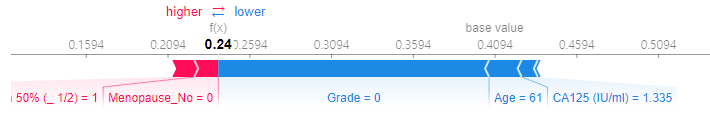 higher ⇄ lower
f(x) base value
0.1594 0.2094 0.24 0.2594 0.3094 0.3594 0.4094 0.4594 0.5094
50% (_ 1/2) = 1 Menopause_No = 0 Grade = 0 Age = 61 CA125 (IU/ml) = 1.335